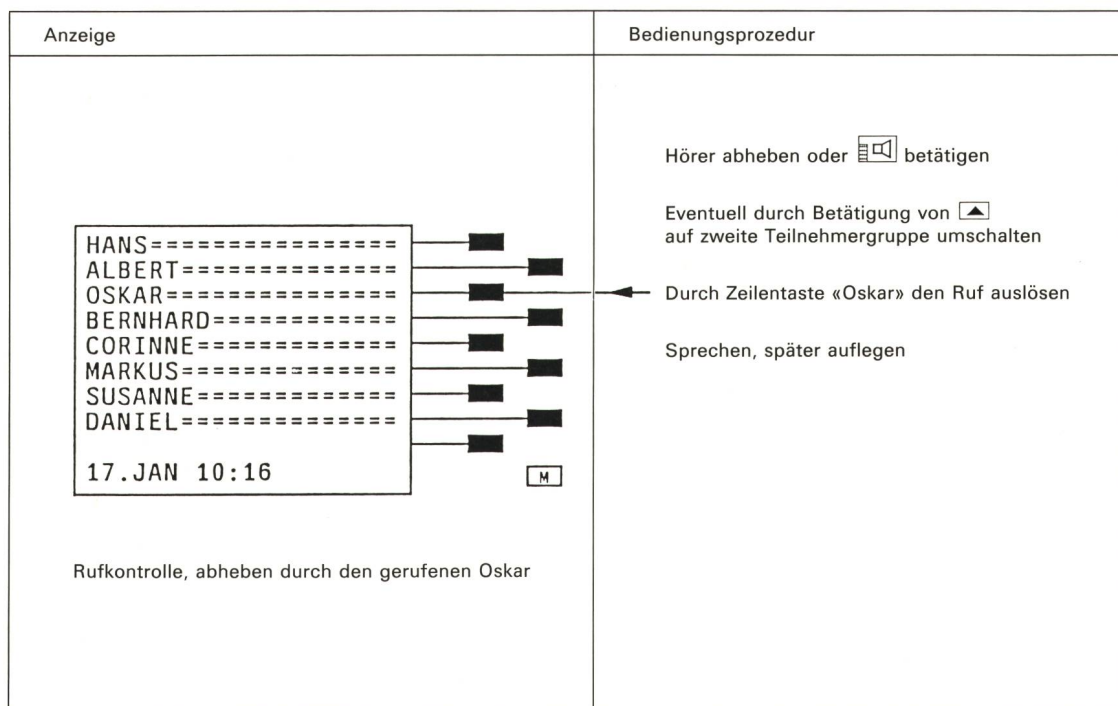 Anzeige
Bedienungsprozedur
Hörer abheben oder betätigen
Eventuell durch Betätigung von
auf zweite Teilnehmergruppe umschalten
HANS================
ALBERT==============
OSKAR===============
Durch Zeilentaste «Oskar» den Ruf auslösen
BERNHARD============
CORINNE=============
Sprechen, später auflegen
MARKUS==============
SUSANNE=============
DANIEL==============
17.JAN 10:16
M
Rufkontrolle, abheben durch den gerufenen Oskar